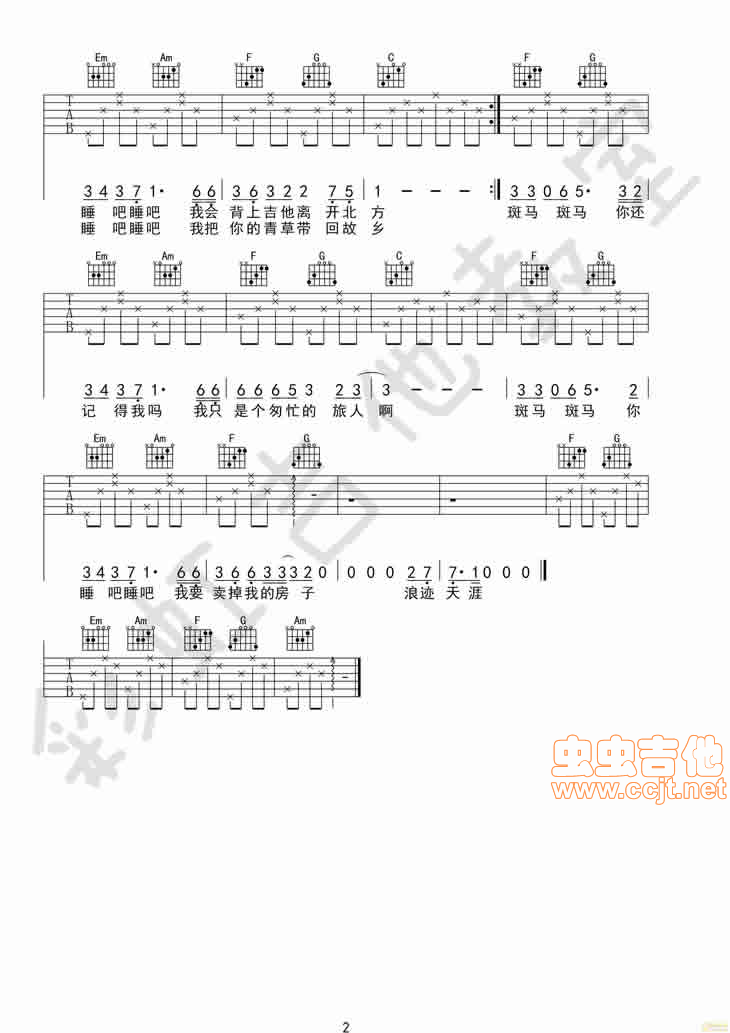 Em Am F G C F G
T A B
3 4 3 7 1· 6 6 3 6 3 2 2 7 5 1 - - - 3 3 0 6 5· 3 2
睡 吧睡吧 我会 背上吉他离 开北 方 斑马 斑马 你还
睡 吧睡吧 我把 你的青草带 回故 乡
Em Am F G C F G
T A B
3 4 3 7 1· 6 6 6 6 6 5 3 2 3 3 - - - 3 3 0 6 5· 2
记 得我吗 我只 是个匆忙的 旅人 啊 斑马 斑马 你
Em Am F G F G
T A B
3 4 3 7 1· 6 6 3 6 6 3 3 3 3 2 0 0 0 0 2 7 7· 1 0 0 0
睡 吧睡吧 我要 卖掉我的房 子 浪迹 天涯
Em Am F G Am
T A B
彩虹吉他教室
虫虫吉他
www.ccjt.net
2